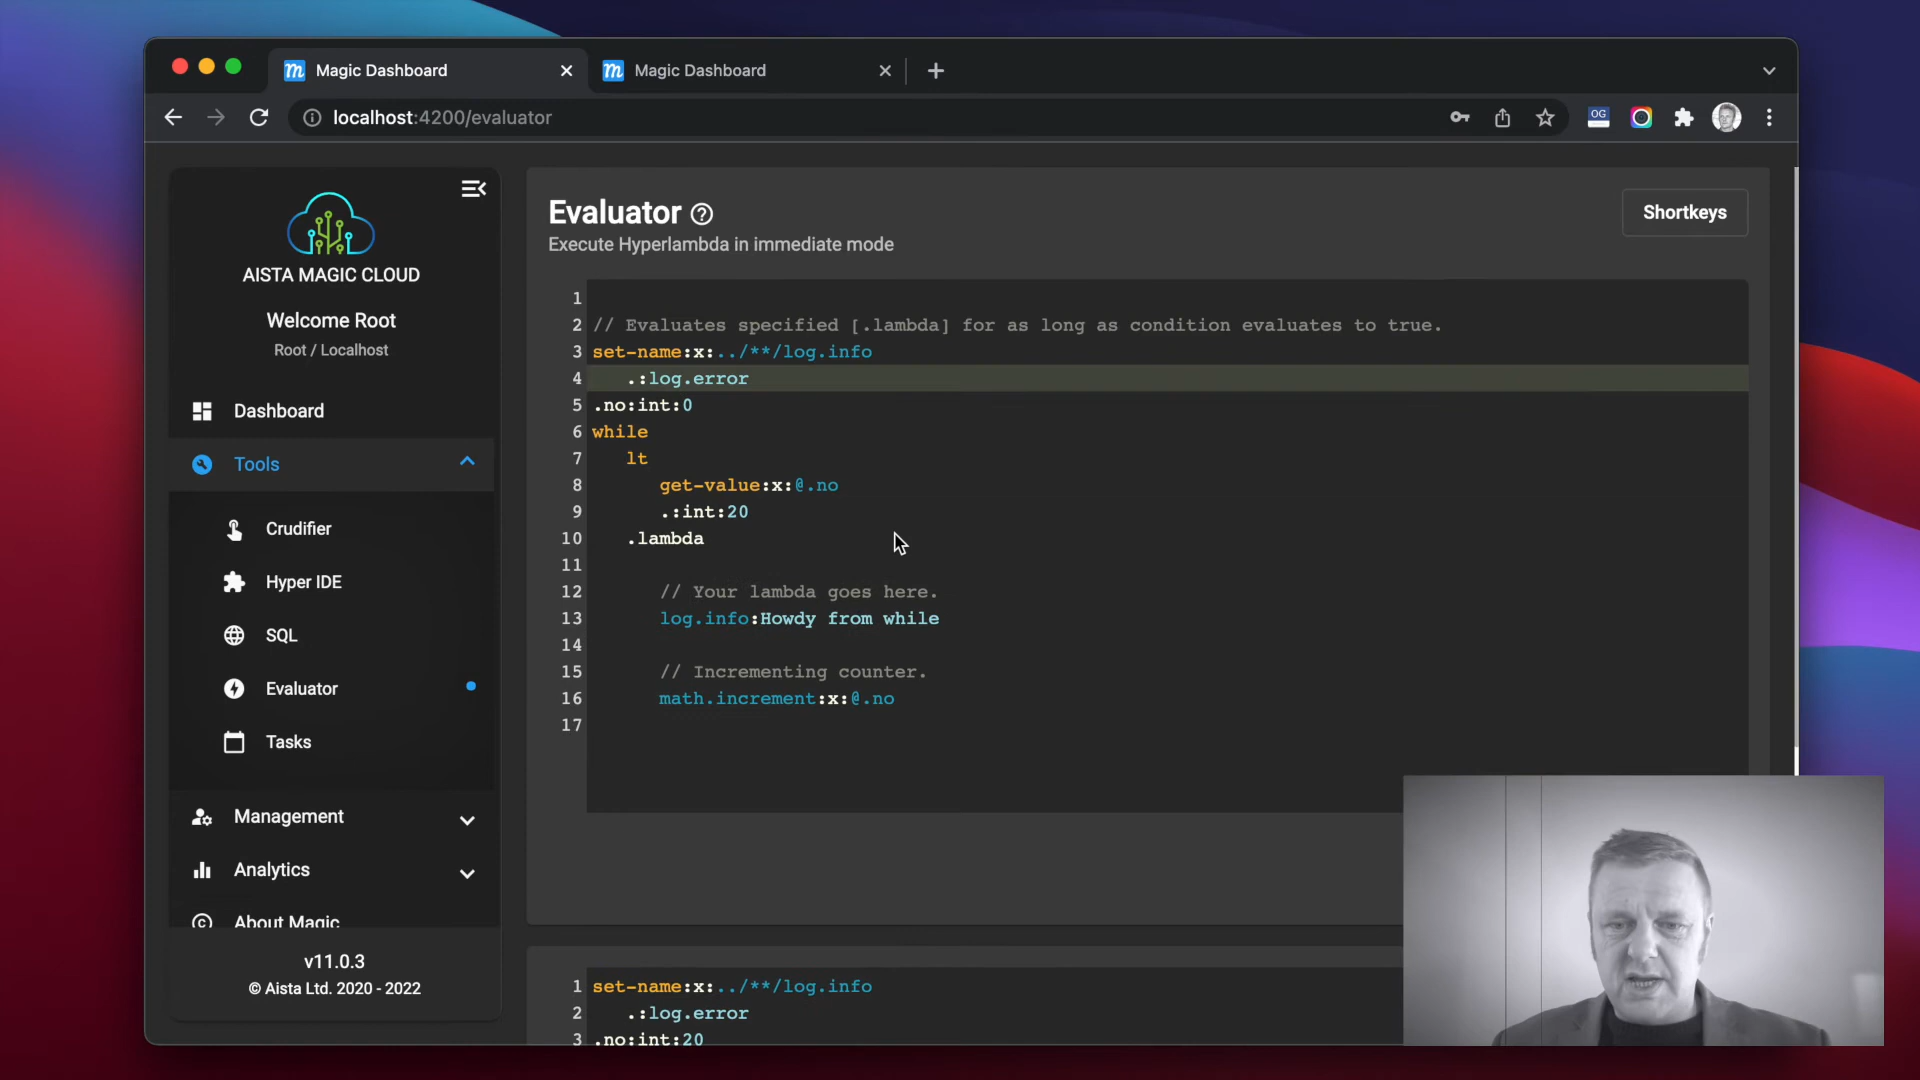 Magic Dashboard
Magic Dashboard
localhost:4200/evaluator
OG
AISTA MAGIC CLOUD
Welcome Root
Root / Localhost
Dashboard
Tools
Crudifier
Hyper IDE
SQL
Evaluator
Tasks
Management
Analytics
About Magic
v11.0.3
© Aista Ltd. 2020 - 2022
Evaluator
Execute Hyperlambda in immediate mode
Shortkeys
1
2 // Evaluates specified [.lambda] for as long as condition evaluates to true.
3 set-name:x:../**/log.info
4 .:log.error
5 .no:int:0
6 while
7 lt
8 get-value:x:@.no
9 .:int:20
10 .lambda
11
12 // Your lambda goes here.
13 log.info:Howdy from while
14
15 // Incrementing counter.
16 math.increment:x:@.no
17
1 set-name:x:../**/log.info
2 .:log.error
3 .no:int:20